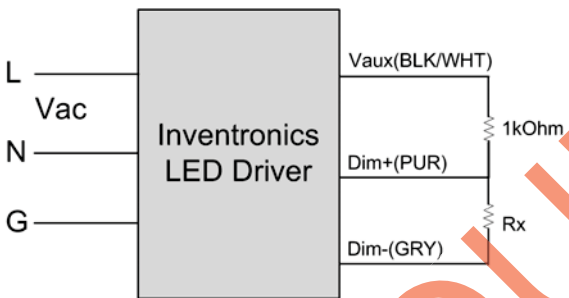 L
Vac
N
G
Inventronics
LED Driver
Vaux(BLK/WHT)
1kOhm
Dim+(PUR)
Rx
Dim-(GRY)